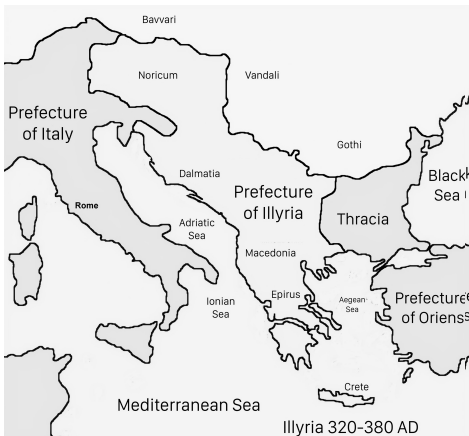 Bavvari
Noricum
Vandali
Prefecture
of Italy
Gothi
Dalmatia
Black
Sea
Prefecture
of Illyria
Rome
Thracia
Adriatic
Sea
Macedonia
Epirus
Aegean-
Sea
Ionian
Sea
Prefecture
of Oriens
Crete
Mediterranean Sea
Illyria 320-380 AD